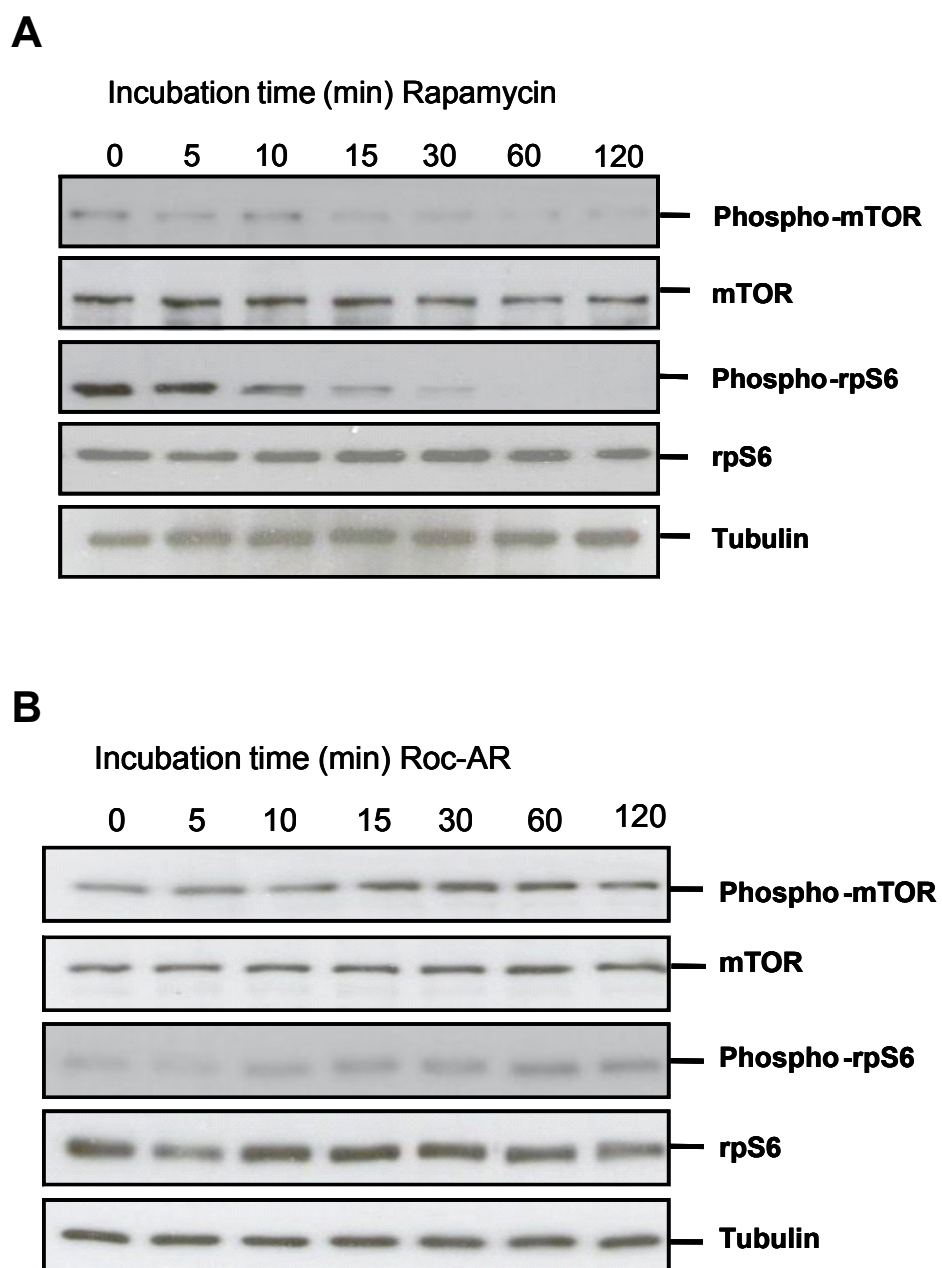 A
Incubation time (min) Rapamycin
0 5 10 15 30 60 120
Phospho-mTOR
mTOR
Phospho-rpS6
rpS6
Tubulin
B
Incubation time (min) Roc-AR
0 5 10 15 30 60 120
Phospho-mTOR
mTOR
Phospho-rpS6
rpS6
Tubulin